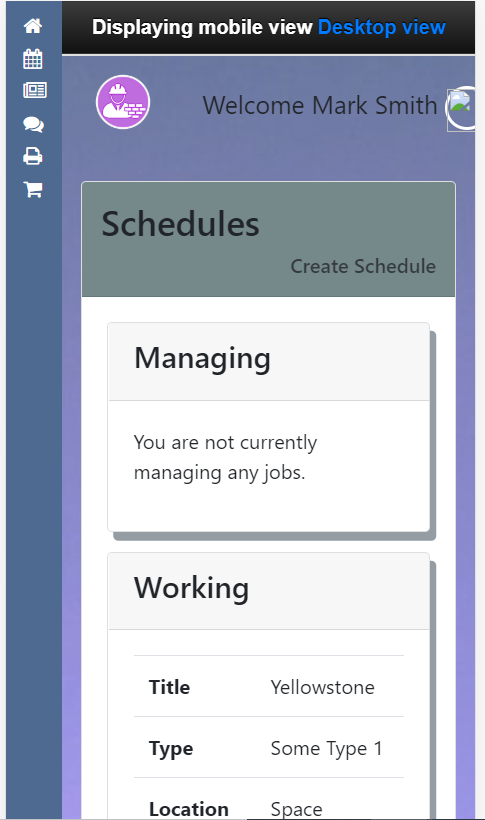 Displaying mobile view Desktop view
Welcome Mark Smith
Schedules
Create Schedule
Managing
You are not currently
managing any jobs.
Working
Title Yellowstone
Type Some Type 1
Location Space